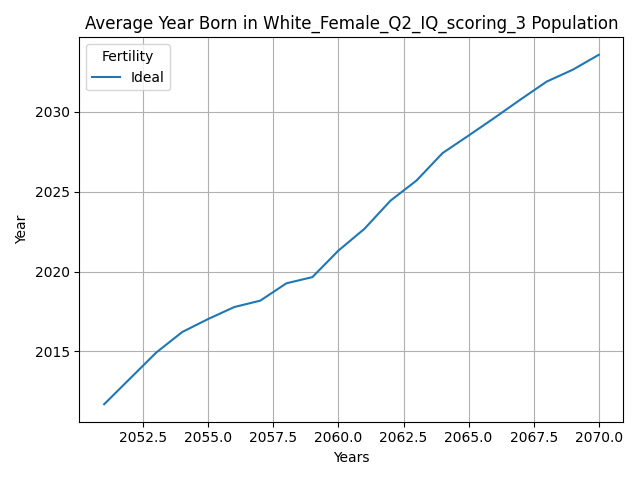 Average Year Born in White_Female_Q2_IQ_scoring_3 Population
Fertility
Ideal
Year
2030
2025
2020
2015
2052.5 2055.0 2057.5 2060.0 2062.5 2065.0 2067.5 2070.0
Years